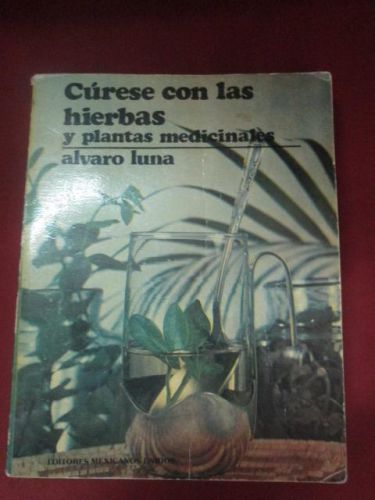 Cúrese con las
hierbas
y plantas medicinales
alvaro luna
EDITORES MEXICANOS UNIDOS